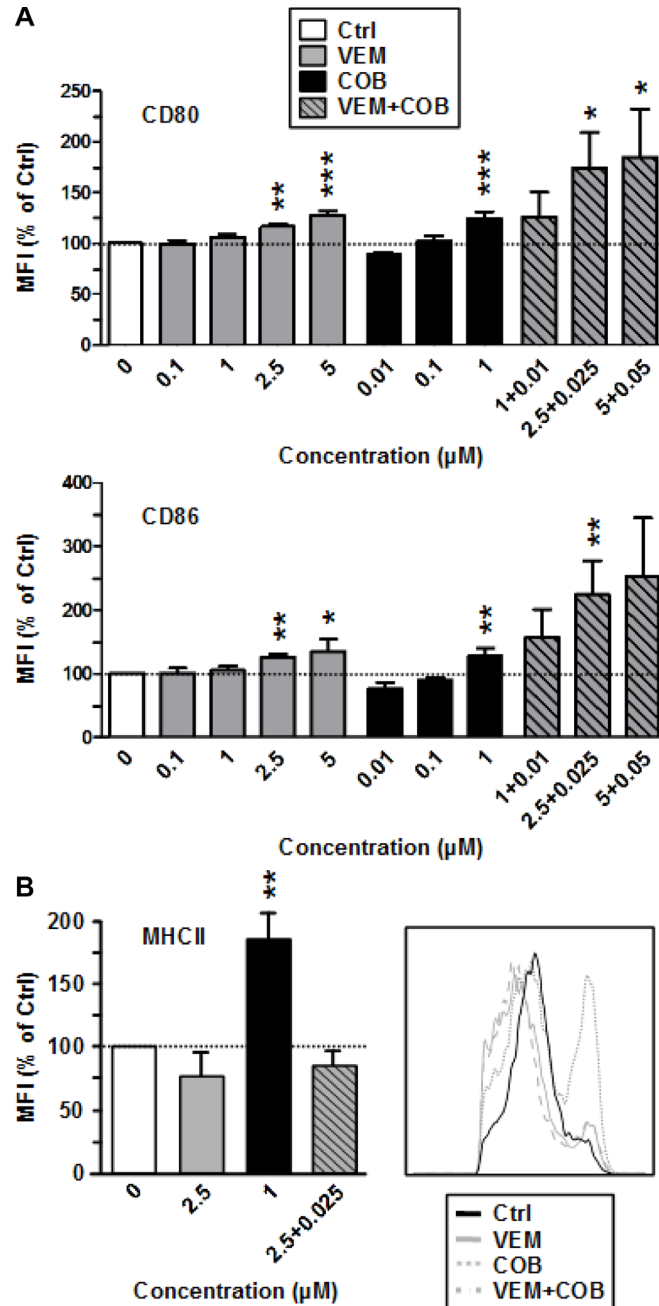 A
Ctrl
VEM
COB
VEM+COB
CD80
MFI (% of Ctrl)
250
200
150
100
50
0
** *** *** * *
0 0.1 1 2.5 5 0.01 0.1 1 1+0.01 2.5+0.025 5+0.05
Concentration (µM)
CD86
MFI (% of Ctrl)
400
300
200
100
0
** * ** **
0 0.1 1 2.5 5 0.01 0.1 1 1+0.01 2.5+0.025 5+0.05
Concentration (µM)
B
MHCII
MFI (% of Ctrl)
200
150
100
50
0
**
0 2.5 1 2.5+0.025
Concentration (µM)
Ctrl
VEM
COB
VEM+COB